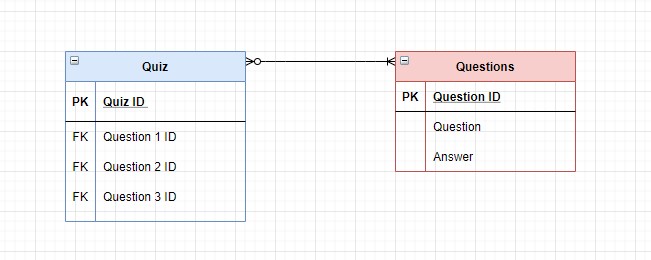 Quiz
PK Quiz ID
FK Question 1 ID
FK Question 2 ID
FK Question 3 ID
Questions
PK Question ID
Question
Answer